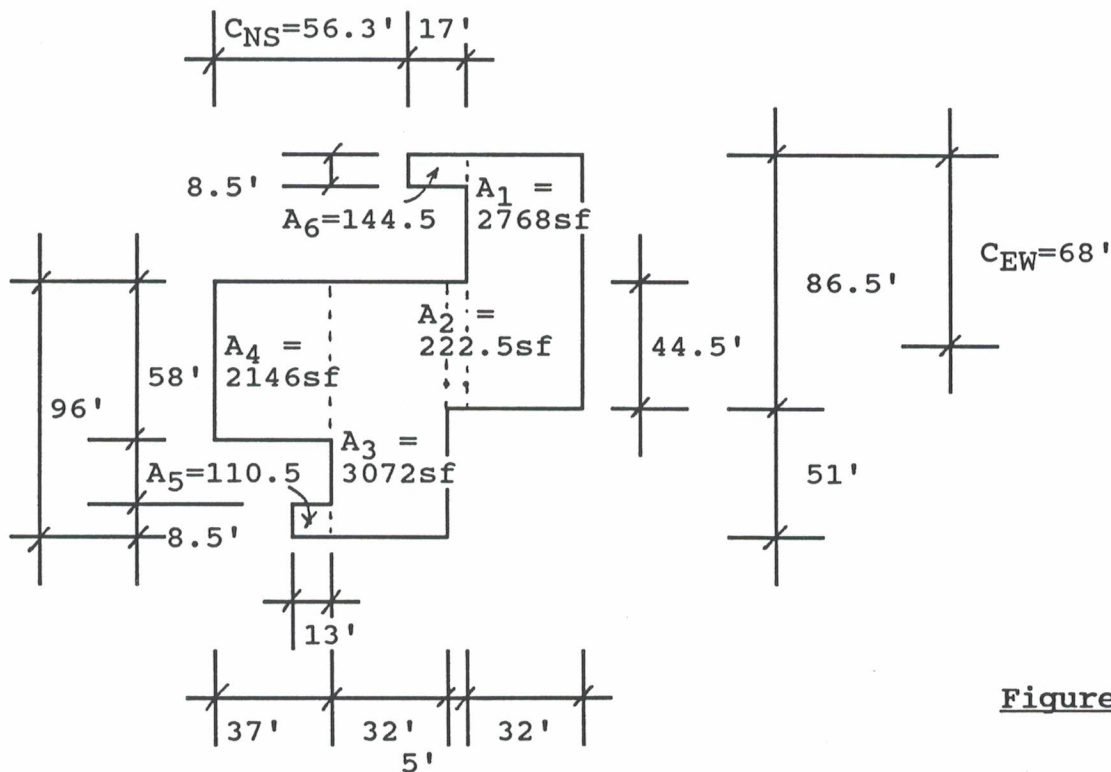 CNS=56.3' 17'
8.5'
A6=144.5
A1 =
2768sf
CEW=68'
86.5'
A2 =
222.5sf
44.5'
A4 =
2146sf
58'
96'
A3 =
3072sf
A5=110.5
51'
8.5'
13'
37' 32' 32'
5'
Figure